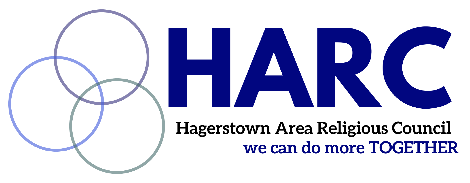 HARC
Hagerstown Area Religious Council
we can do more TOGETHER